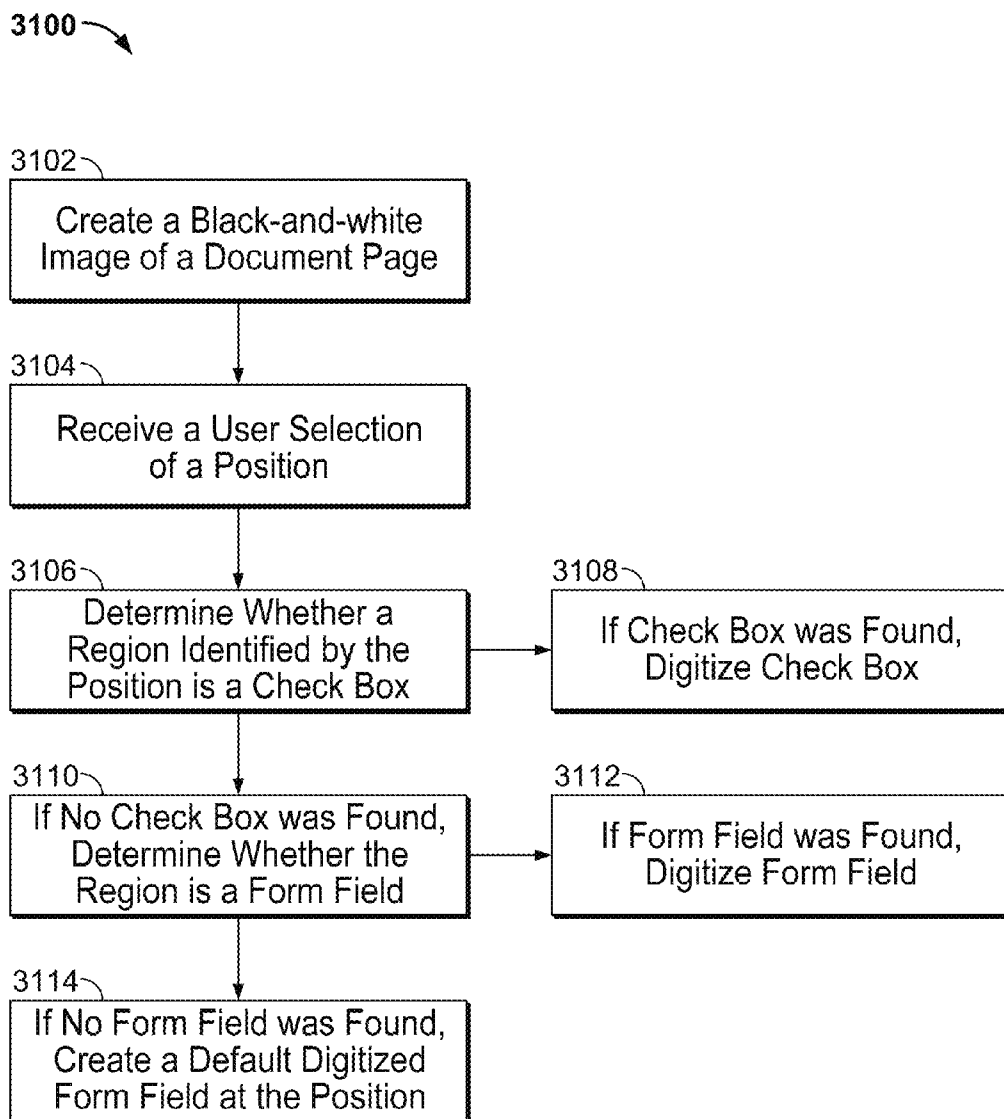 3100
3102
Create a Black-and-white
Image of a Document Page
3104
Receive a User Selection
of a Position
3106
Determine Whether a
Region Identified by the
Position is a Check Box
3108
If Check Box was Found,
Digitize Check Box
3110
If No Check Box was Found,
Determine Whether the
Region is a Form Field
3112
If Form Field was Found,
Digitize Form Field
3114
If No Form Field was Found,
Create a Default Digitized
Form Field at the Position